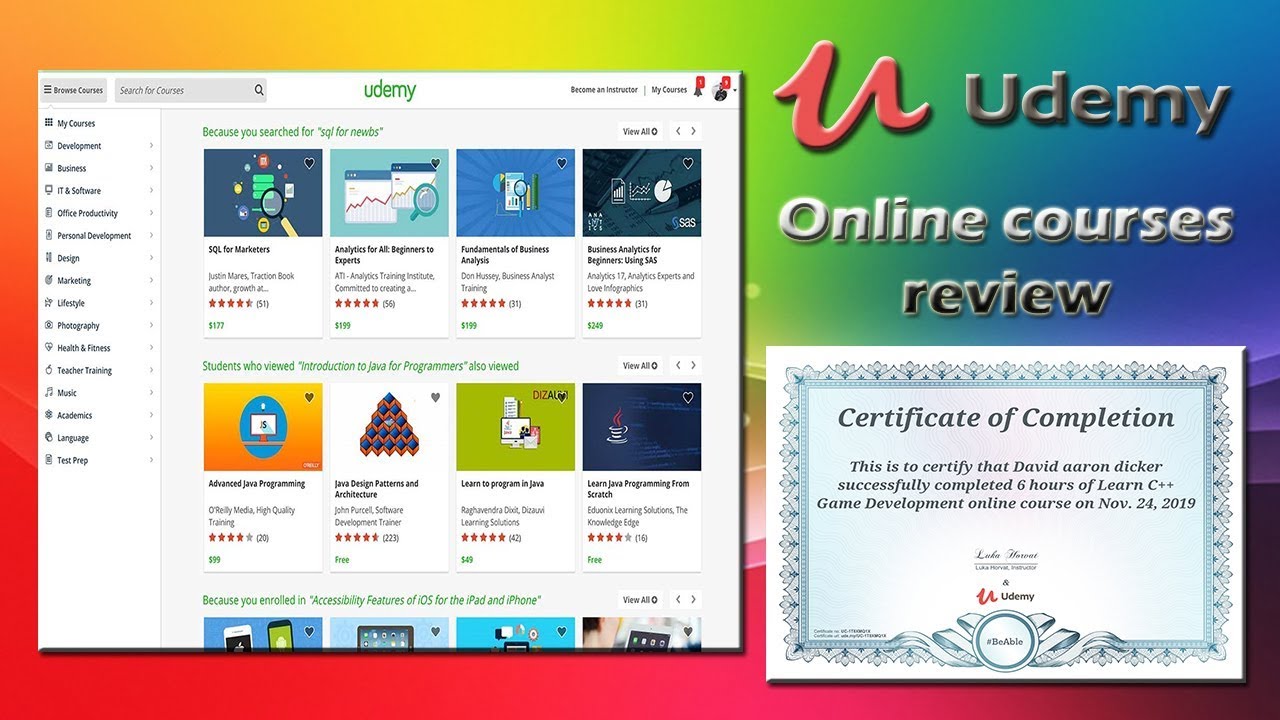 Browse Courses
Search for Courses
udemy
Become an Instructor | My Courses
My Courses
Development
Business
IT & Software
Office Productivity
Personal Development
Design
Marketing
Lifestyle
Photography
Health & Fitness
Teacher Training
Music
Academics
Language
Test Prep
Because you searched for "sql for newbs"
View All
SQL for Marketers
Justin Mares, Traction Book
author, growth at...
(51)
$177
Analytics for All: Beginners to
Experts
ATI - Analytics Training Institute,
Committed to creating a...
(56)
$199
Fundamentals of Business
Analysis
Don Hussey, Business Analyst
Training
(31)
$199
ANA
LYT
ICS
sas
Business Analytics for
Beginners: Using SAS
Analytics 17, Analytics Experts and
Love Infographics
(31)
$249
Students who viewed "Introduction to Java for Programmers" also viewed
View All
JS
O'REILLY
Advanced Java Programming
O'Reilly Media, High Quality
Training
(20)
$99
Java Design Patterns and
Architecture
John Purcell, Software
Development Trainer
(223)
Free
DIZAUVI
Learn to program in Java
Raghavendra Dixit, Dizauvi
Learning Solutions
(42)
$49
Learn Java Programming From
Scratch
Eduonix Learning Solutions, The
Knowledge Edge
(16)
Free
Because you enrolled in "Accessibility Features of iOS for the iPad and iPhone"
View All
Udemy
Online courses
review
Certificate of Completion
This is to certify that David aaron dicker
successfully completed 6 hours of Learn C++
Game Development online course on Nov. 24, 2019
Luka Horvat
Luka Horvat, Instructor
&
Udemy
#BeAble